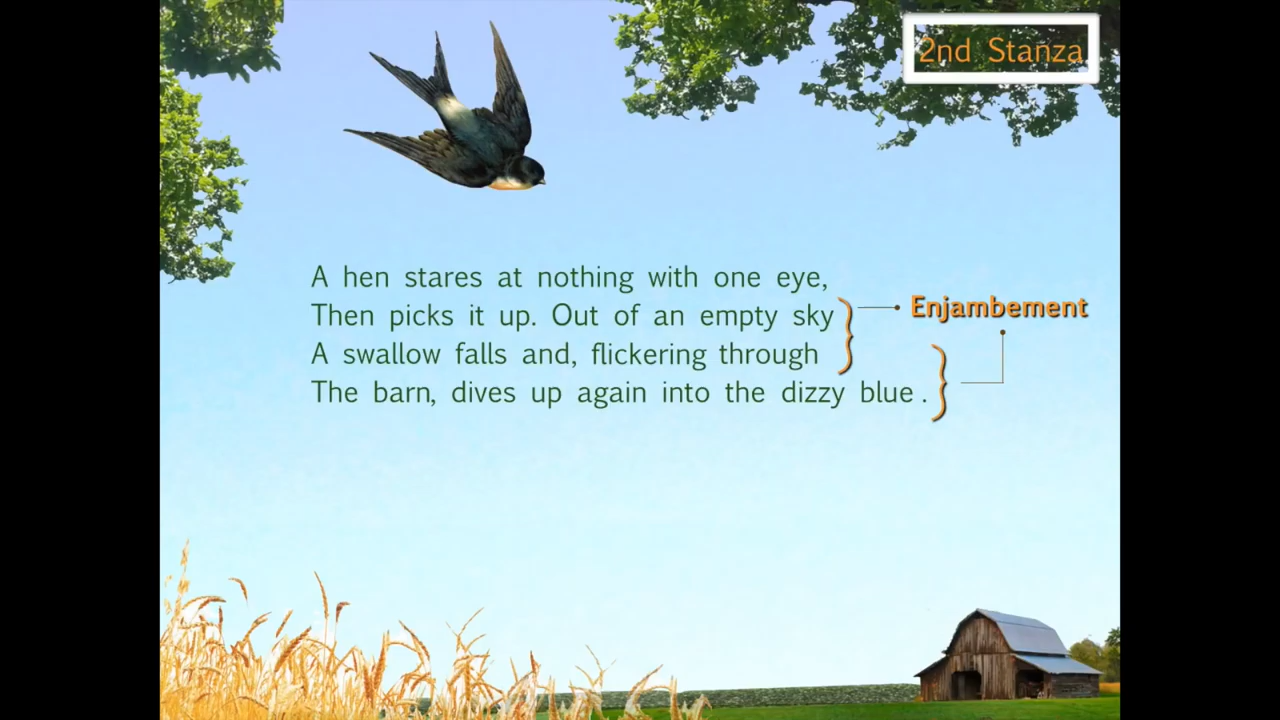 2nd Stanza
A hen stares at nothing with one eye,
Then picks it up. Out of an empty sky
A swallow falls and, flickering through
The barn, dives up again into the dizzy blue .
Enjambement